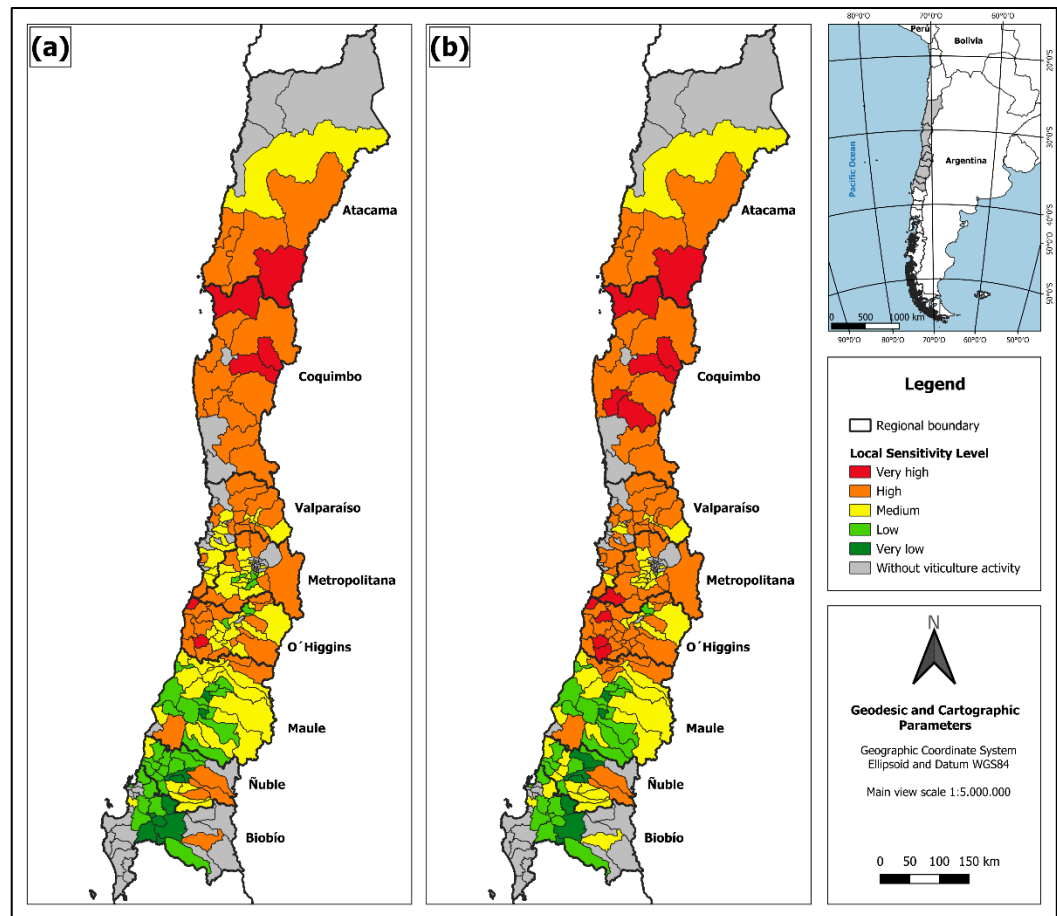 (a)
Atacama
Coquimbo
Valparaíso
Metropolitana
O´Higgins
Maule
Ñuble
Biobío
(b)
Atacama
Coquimbo
Valparaíso
Metropolitana
O´Higgins
Maule
Ñuble
Biobío
80°0'O 70°0'O 60°0'O
Perú
Bolivia
20°0'S
30°0'S
Pacific Ocean
Argentina
40°0'S
50°0'S
0 500 1000 km
90°0'O 80°0'O 70°0'O 60°0'O 50°0'O
Legend
Regional boundary
Local Sensitivity Level
Very high
High
Medium
Low
Very low
Without viticulture activity
N
Geodesic and Cartographic
Parameters
Geographic Coordinate System
Ellipsoid and Datum WGS84
Main view scale 1:5.000.000
0 50 100 150 km